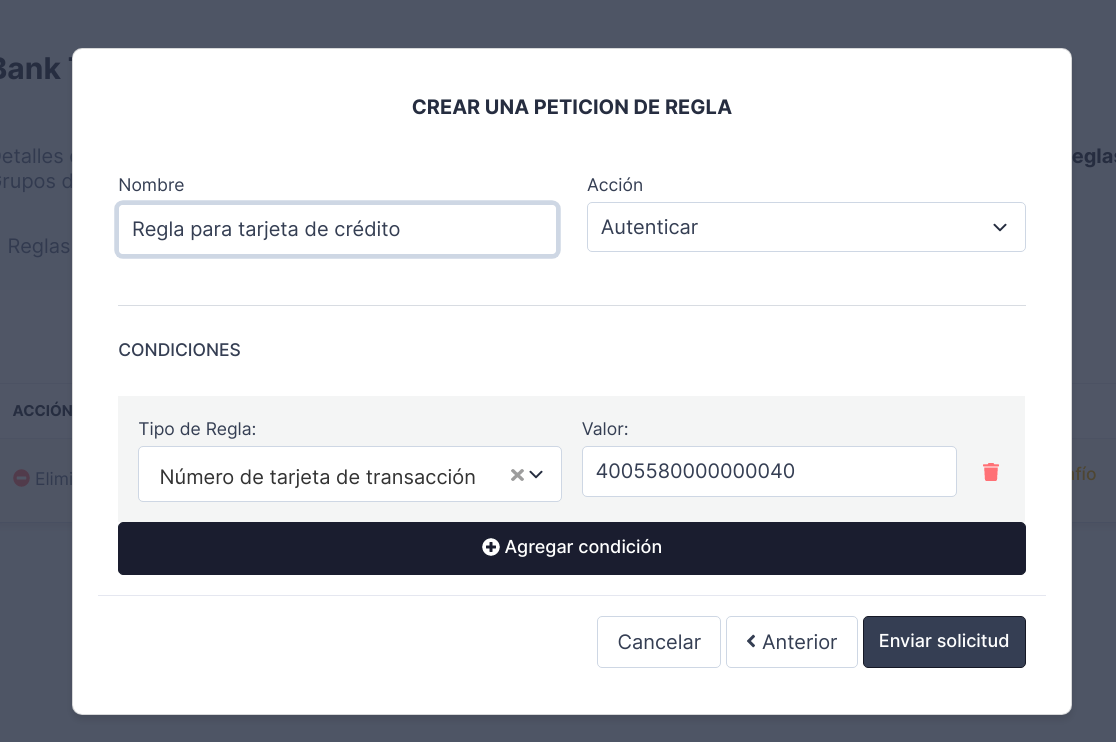 Bank
CREAR UNA PETICION DE REGLA
Detalles
eglas
Grupos d
Nombre
Acción
Regla para tarjeta de crédito
Autenticar
Reglas
CONDICIONES
ACCIÓN
Tipo de Regla:
Valor:
Número de tarjeta de transacción
4005580000000040
Elimi
afío
Agregar condición
Cancelar
Anterior
Enviar solicitud